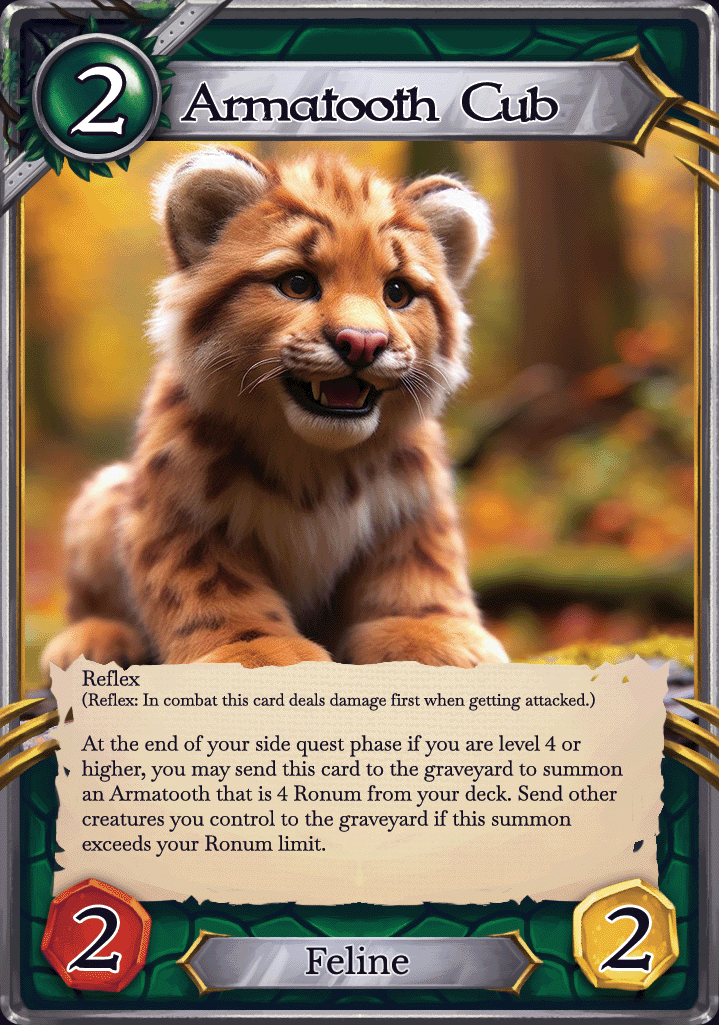 2
Armatooth Cub
Reflex
(Reflex: In combat this card deals damage first when getting attacked.)
At the end of your side quest phase if you are level 4 or
higher, you may send this card to the graveyard to summon
an Armatooth that is 4 Ronum from your deck. Send other
creatures you control to the graveyard if this summon
exceeds your Ronum limit.
2
Feline
2